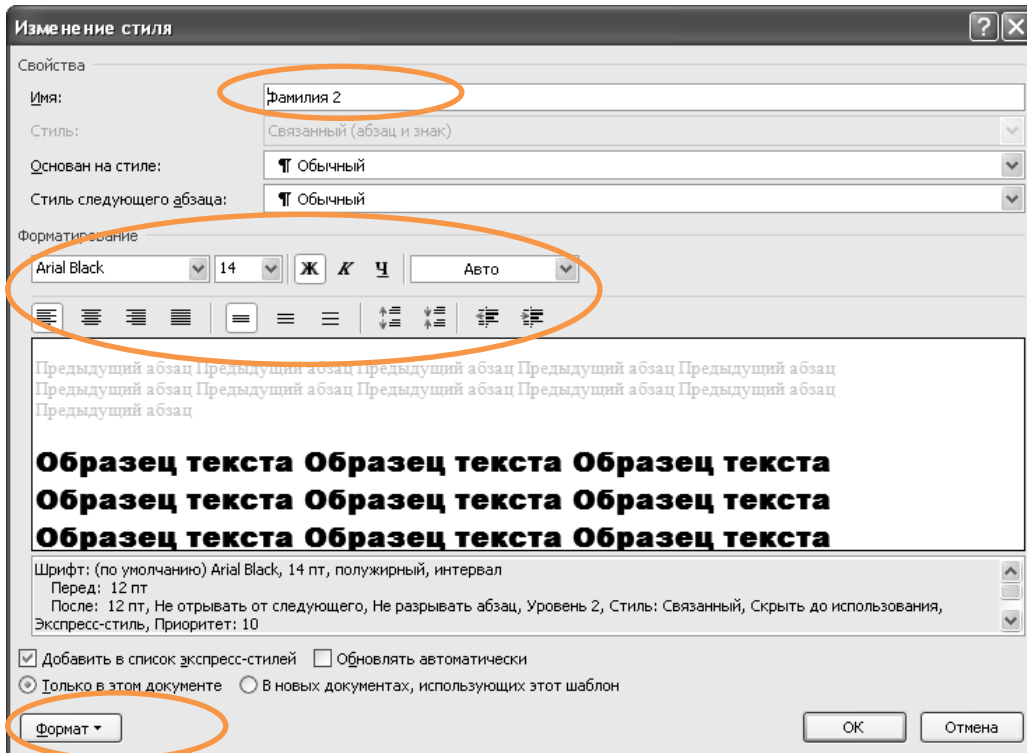 Изменение стиля
Свойства
Имя: Фамилия 2
Стиль: Связанный (абзац и знак)
Основан на стиле: ¶ Обычный
Стиль следующего абзаца: ¶ Обычный
Форматирование
Arial Black 14 Ж К Ч Авто
Предыдущий абзац Предыдущий абзац Предыдущий абзац Предыдущий абзац Предыдущий абзац
Предыдущий абзац Предыдущий абзац Предыдущий абзац Предыдущий абзац Предыдущий абзац
Предыдущий абзац
Образец текста Образец текста Образец текста
Образец текста Образец текста Образец текста
Образец текста Образец текста Образец текста
Шрифт: (по умолчанию) Arial Black, 14 пт, полужирный, интервал
Перед: 12 пт
После: 12 пт, Не отрывать от следующего, Не разрывать абзац, Уровень 2, Стиль: Связанный, Скрыть до использования,
Экспресс-стиль, Приоритет: 10
Добавить в список экспресс-стилей Обновлять автоматически
Только в этом документе В новых документах, использующих этот шаблон
Формат ОК Отмена